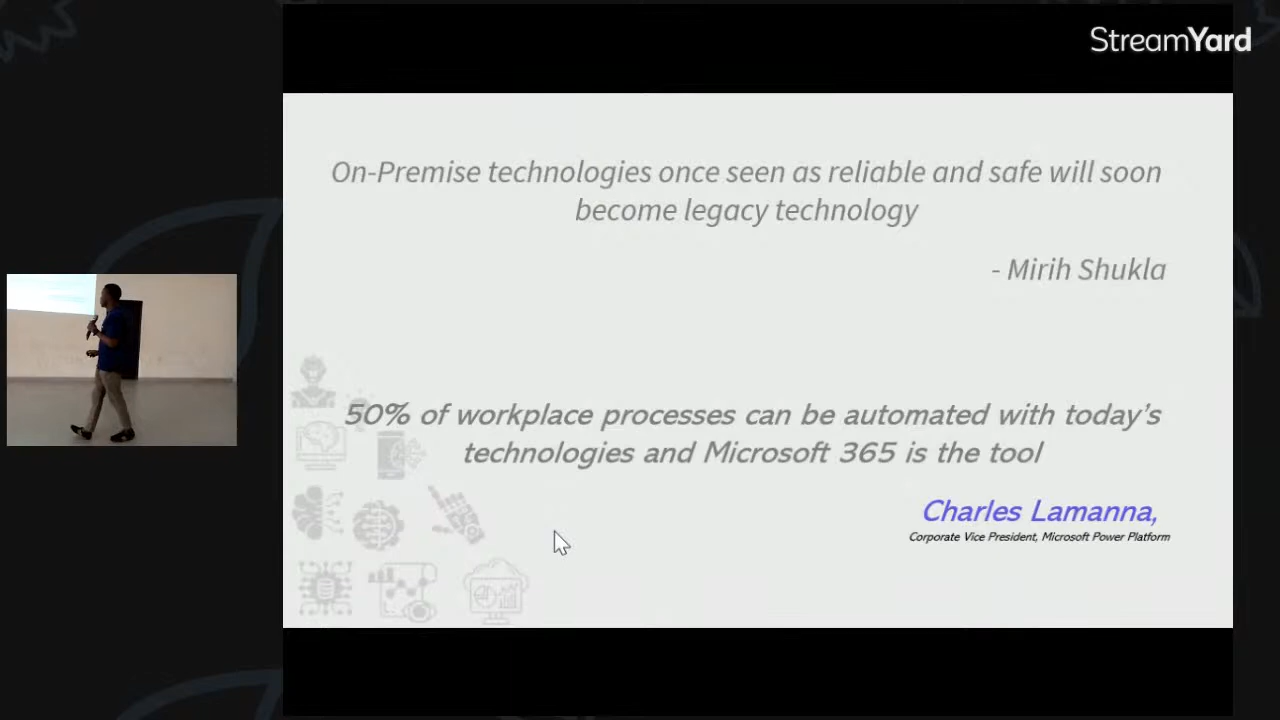 StreamYard
On-Premise technologies once seen as reliable and safe will soon
become legacy technology
- Mirih Shukla
50% of workplace processes can be automated with today's
technologies and Microsoft 365 is the tool
Charles Lamanna,
Corporate Vice President, Microsoft Power Platform